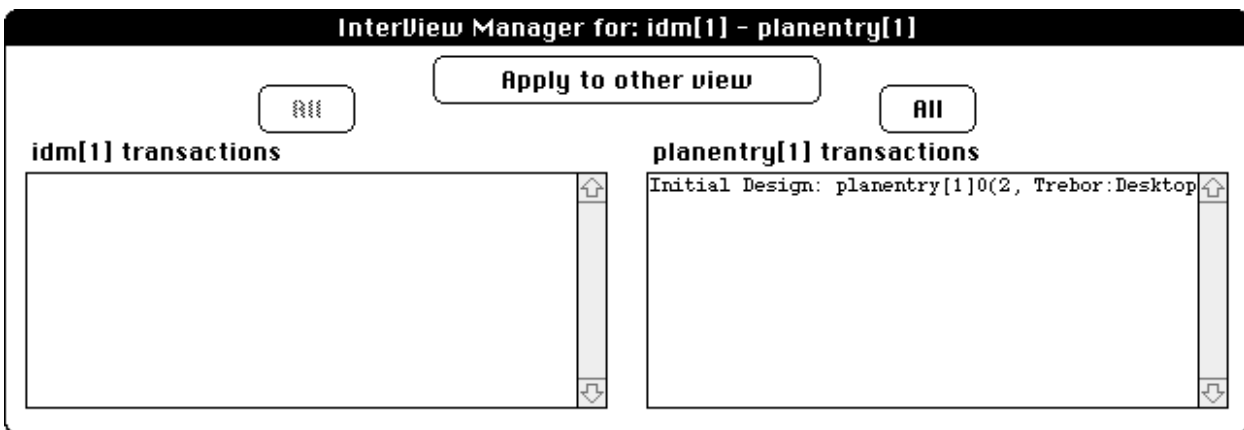 InterView Manager for: idm[1] - planentry[1]
Apply to other view
All
All
idm[1] transactions
planentry[1] transactions
Initial Design: planentry[1]0(2, Trebor:Desktop